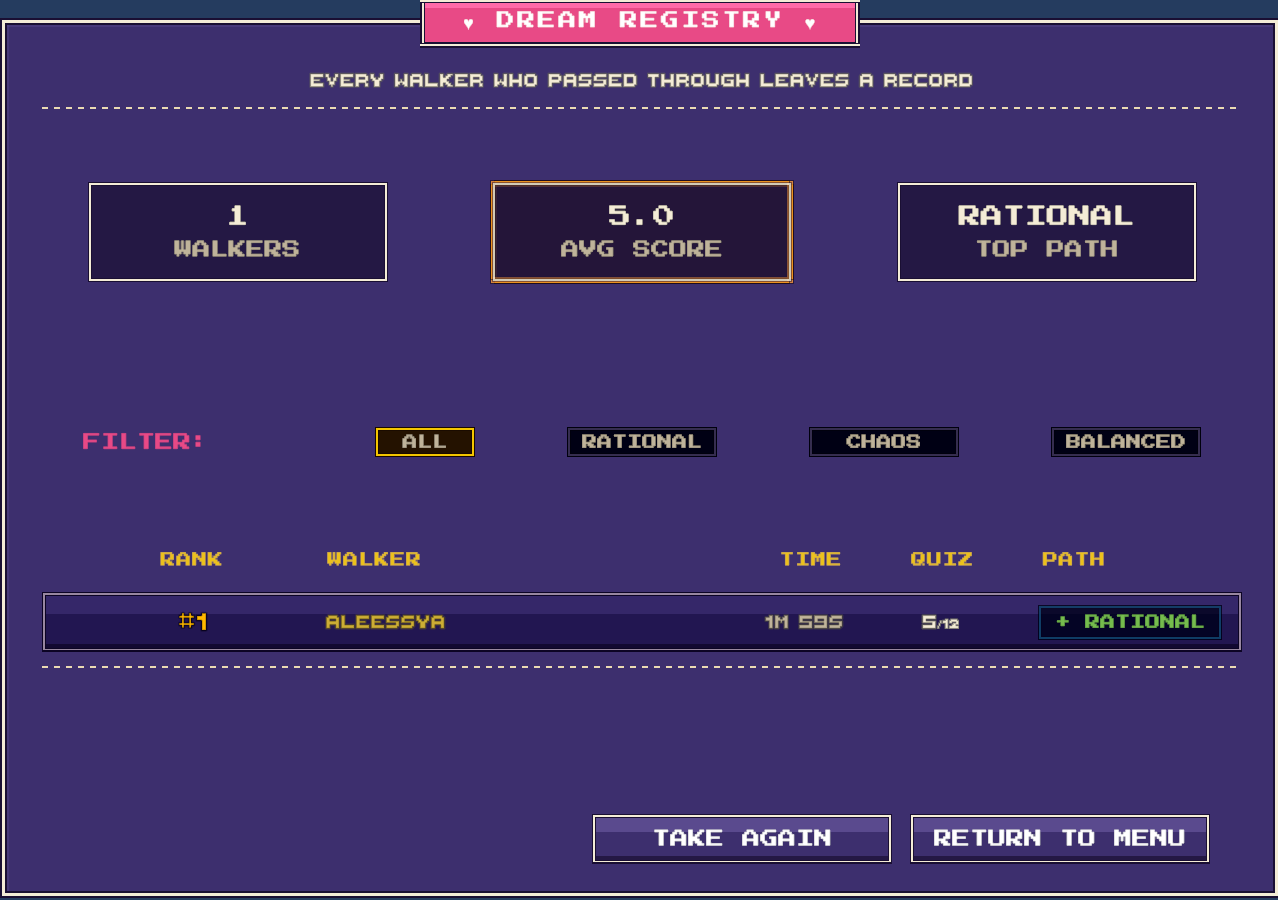 ♥ DREAM REGISTRY ♥
EVERY WALKER WHO PASSED THROUGH LEAVES A RECORD
1
WALKERS
5.0
AVG SCORE
RATIONAL
TOP PATH
FILTER: ALL RATIONAL CHAOS BALANCED
RANK WALKER TIME QUIZ PATH
#1 ALEESSYA 1M 59S 5/12 + RATIONAL
TAKE AGAIN RETURN TO MENU